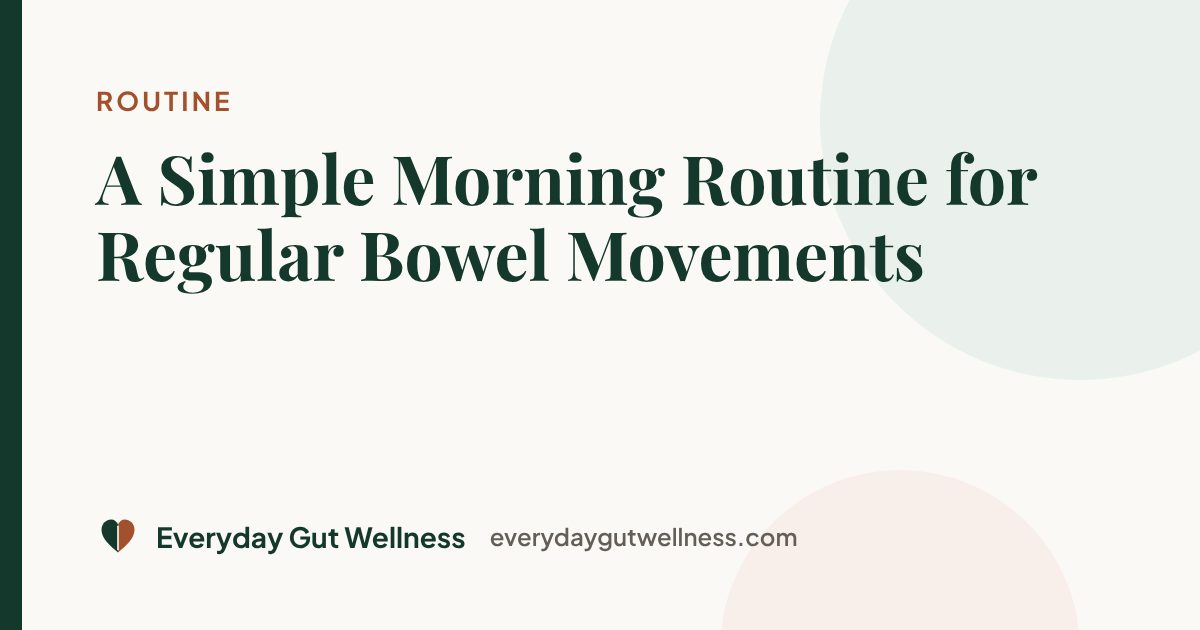 ROUTINE
A Simple Morning Routine for
Regular Bowel Movements
Everyday Gut Wellness everydaygutwellness.com